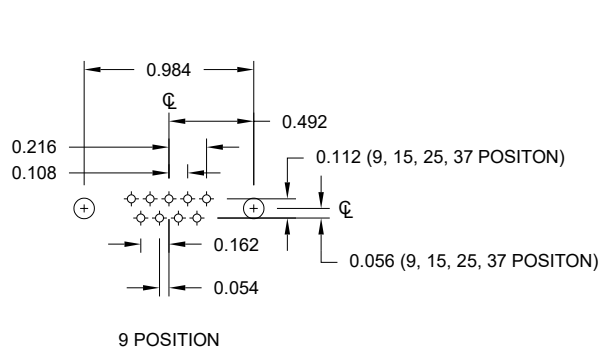 0.984
℄
0.492
0.216
0.112 (9, 15, 25, 37 POSITON)
0.108
℄
0.162
0.056 (9, 15, 25, 37 POSITON)
0.054
9 POSITION